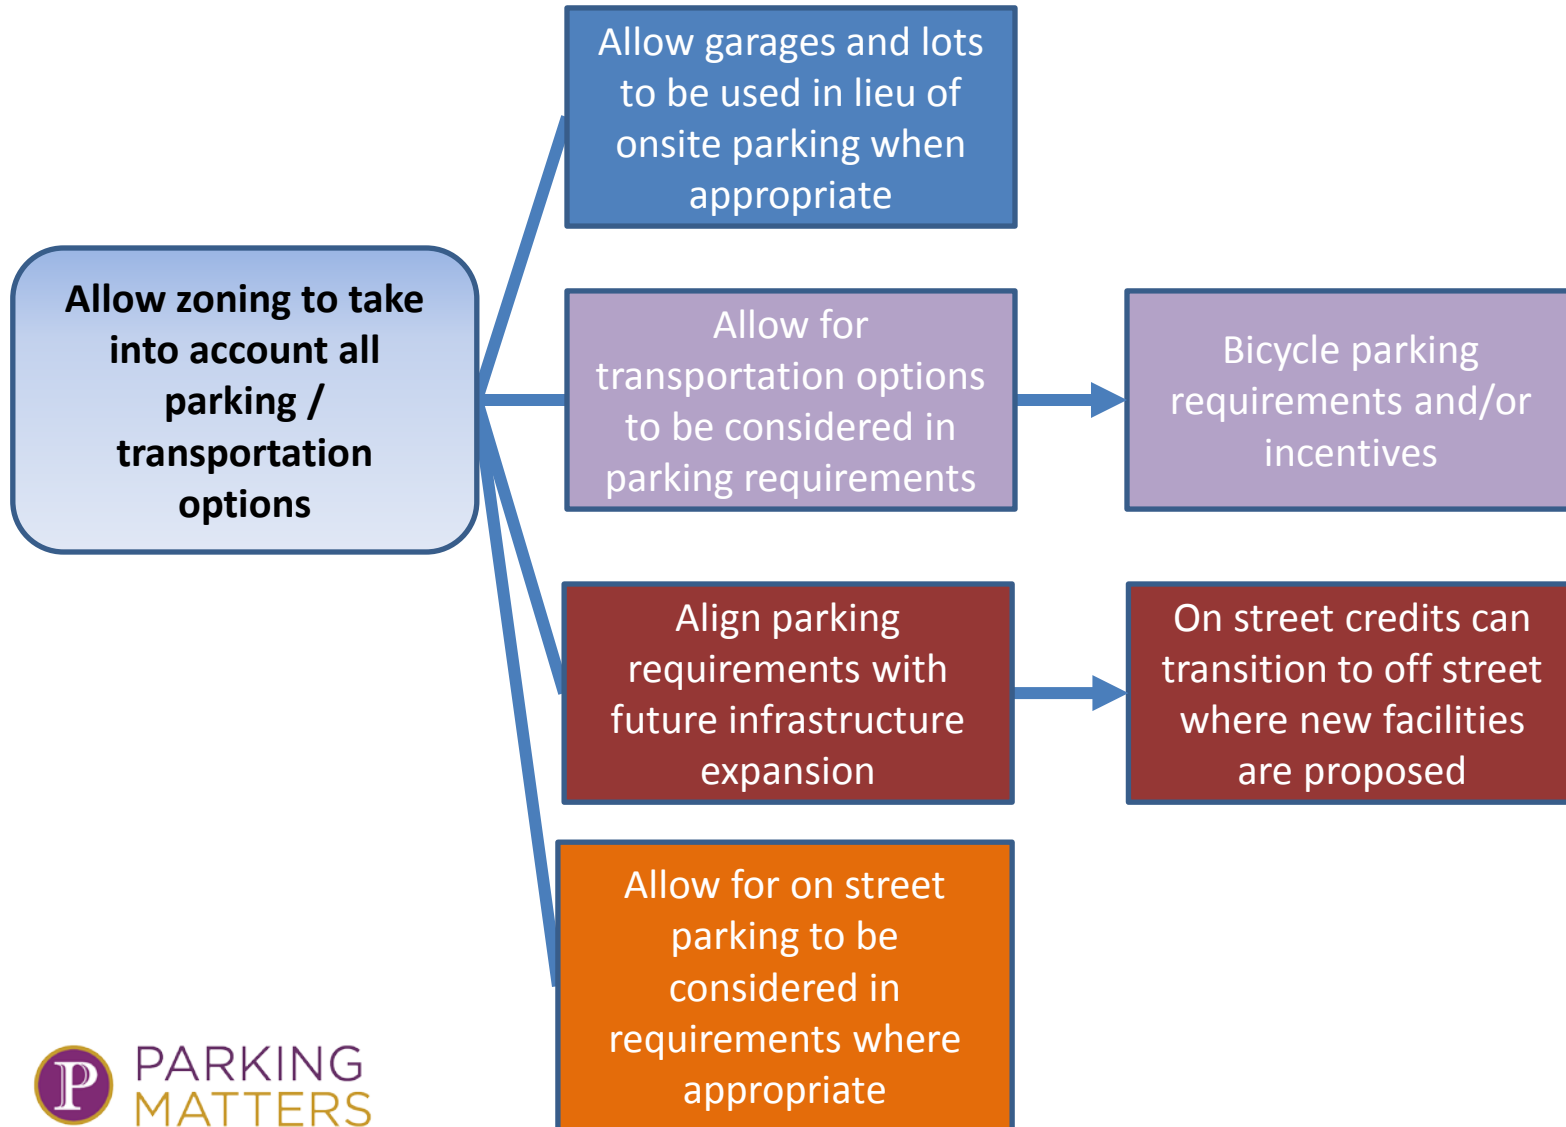 Allow zoning to take
into account all
parking /
transportation
options
Allow garages and lots
to be used in lieu of
onsite parking when
appropriate
Allow for
transportation options
to be considered in
parking requirements
Bicycle parking
requirements and/or
incentives
Align parking
requirements with
future infrastructure
expansion
On street credits can
transition to off street
where new facilities
are proposed
Allow for on street
parking to be
considered in
requirements where
appropriate
P
PARKING
MATTERS